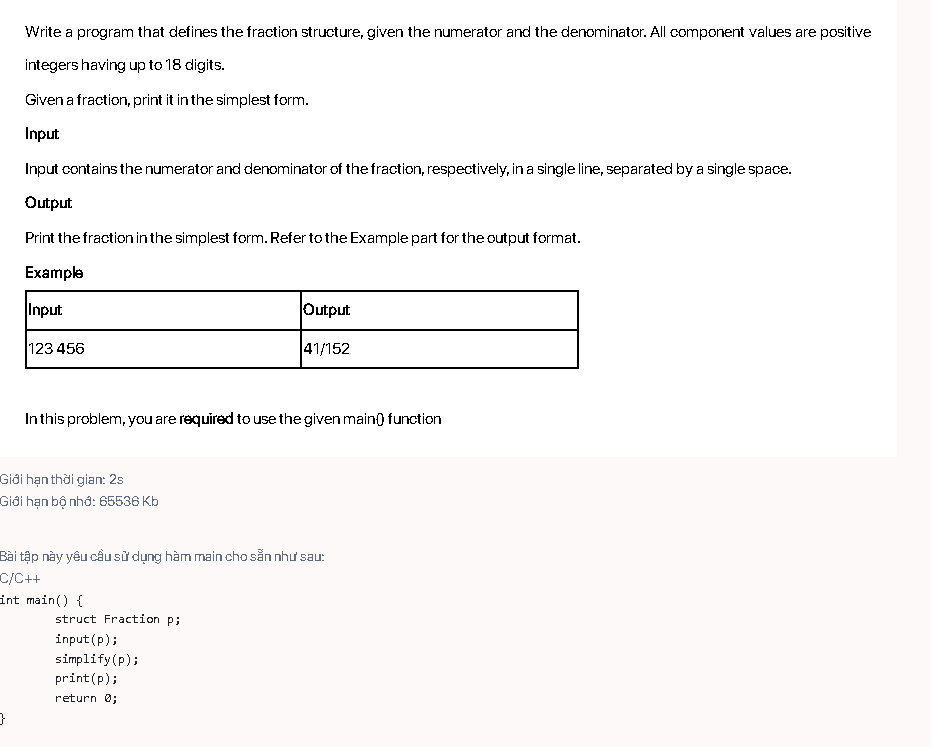 Write a program that defines the fraction structure, given the numerator and the denominator. All component values are positive
integers having up to 18 digits.
Given a fraction, print it in the simplest form.
Input
Input contains the numerator and denominator of the fraction, respectively, in a single line, separated by a single space.
Output
Print the fraction in the simplest form. Refer to the Example part for the output format.
Example
Input Output
123 456 41/152
In this problem, you are required to use the given main() function
Giới hạn thời gian: 2s
Giới hạn bộ nhớ: 65536 Kb
Bài tập này yêu cầu sử dụng hàm main cho sẵn như sau:
C/C++
int main() {
struct Fraction p;
input(p);
simplify(p);
print(p);
return 0;
}